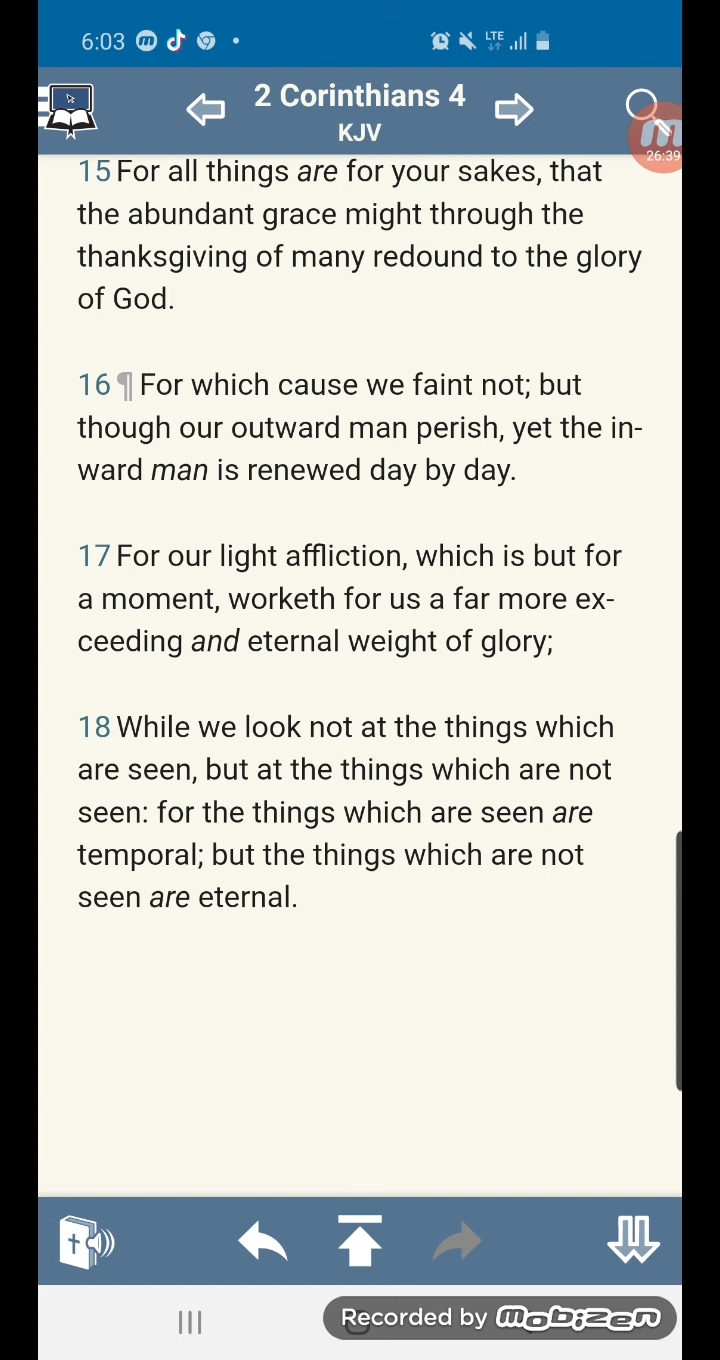 6:03
LTE
2 Corinthians 4
KJV
26:39
15 For all things are for your sakes, that
the abundant grace might through the
thanksgiving of many redound to the glory
of God.
16 ¶ For which cause we faint not; but
though our outward man perish, yet the in-
ward man is renewed day by day.
17 For our light affliction, which is but for
a moment, worketh for us a far more ex-
ceeding and eternal weight of glory;
18 While we look not at the things which
are seen, but at the things which are not
seen: for the things which are seen are
temporal; but the things which are not
seen are eternal.
Recorded by mobizen